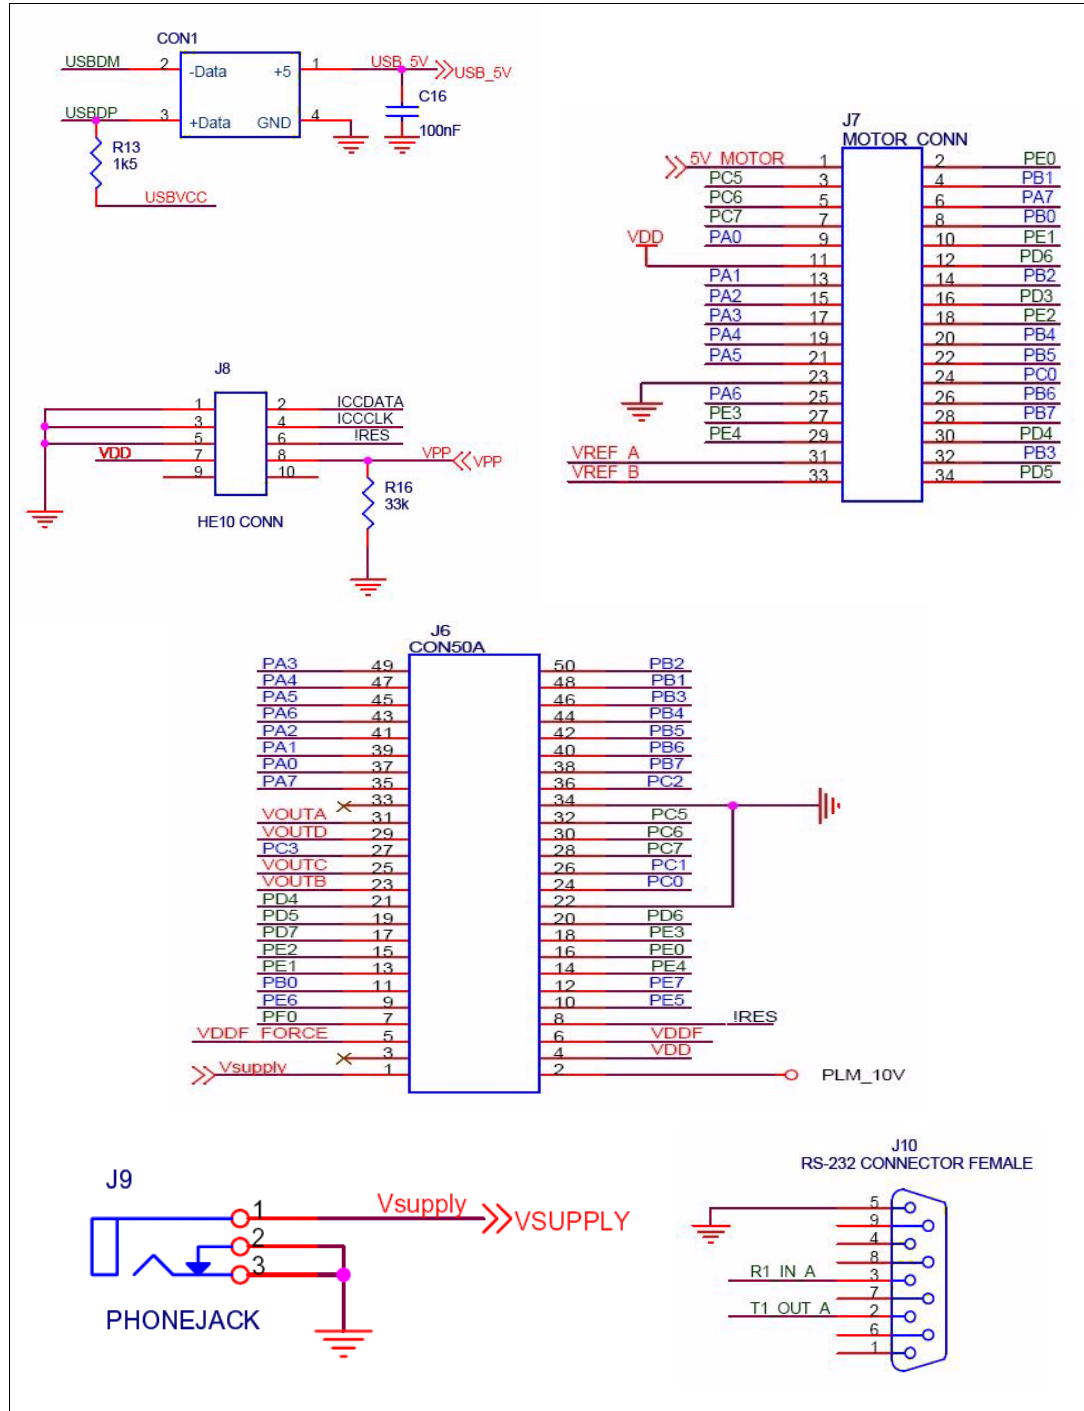 CON1
USBDM 2 -Data +5 1 USB_5V USB_5V
C16
100nF
USBDP 3 +Data GND 4
R13
1k5
USBVCC
J7
MOTOR_CONN
5V_MOTOR 1 2 PE0
PC5 3 4 PB1
PC6 5 6 PA7
PC7 7 8 PB0
PA0 9 10 PE1
VDD 11 12 PD6
PA1 13 14 PB2
PA2 15 16 PD3
PA3 17 18 PE2
PA4 19 20 PB4
PA5 21 22 PB5
23 24 PC0
PA6 25 26 PB6
PE3 27 28 PB7
PE4 29 30 PD4
VREF_A 31 32 PB3
VREF_B 33 34 PD5
J8
1 2 ICCDATA
3 4 ICCCLK
5 6 !RES
VDD 7 8 VPP VPP
9 10
R16
33k
HE10 CONN
J6
CON50A
PA3 49 50 PB2
PA4 47 48 PB1
PA5 45 46 PB3
PA6 43 44 PB4
PA2 41 42 PB5
PA1 39 40 PB6
PA0 37 38 PB7
PA7 35 36 PC2
33 34
VOUTA 31 32 PC5
VOUTD 29 30 PC6
PC3 27 28 PC7
VOUTC 25 26 PC1
VOUTB 23 24 PC0
PD4 21 22
PD5 19 20 PD6
PD7 17 18 PE3
PE2 15 16 PE0
PE1 13 14 PE4
PB0 11 12 PE7
PE6 9 10 PE5
PF0 7 8 !RES
VDDF_FORCE 5 6 VDDF
3 4 VDD
Vsupply 1 2 PLM_10V
J9
1 Vsupply VSUPPLY
2
3
PHONEJACK
J10
RS-232 CONNECTOR FEMALE
5
9
4
8
R1_IN_A 3
7
T1_OUT_A 2
6
1